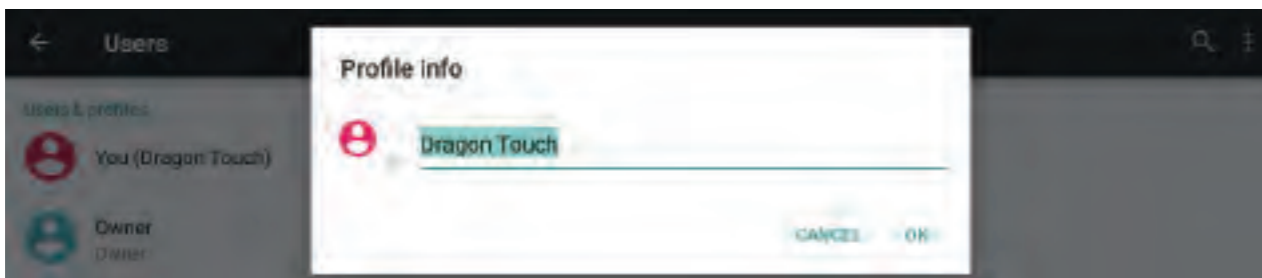 Users
Profile info
Users & profiles
Dragon Touch
You (Dragon Touch)
Owner
Owner
CANCEL OK